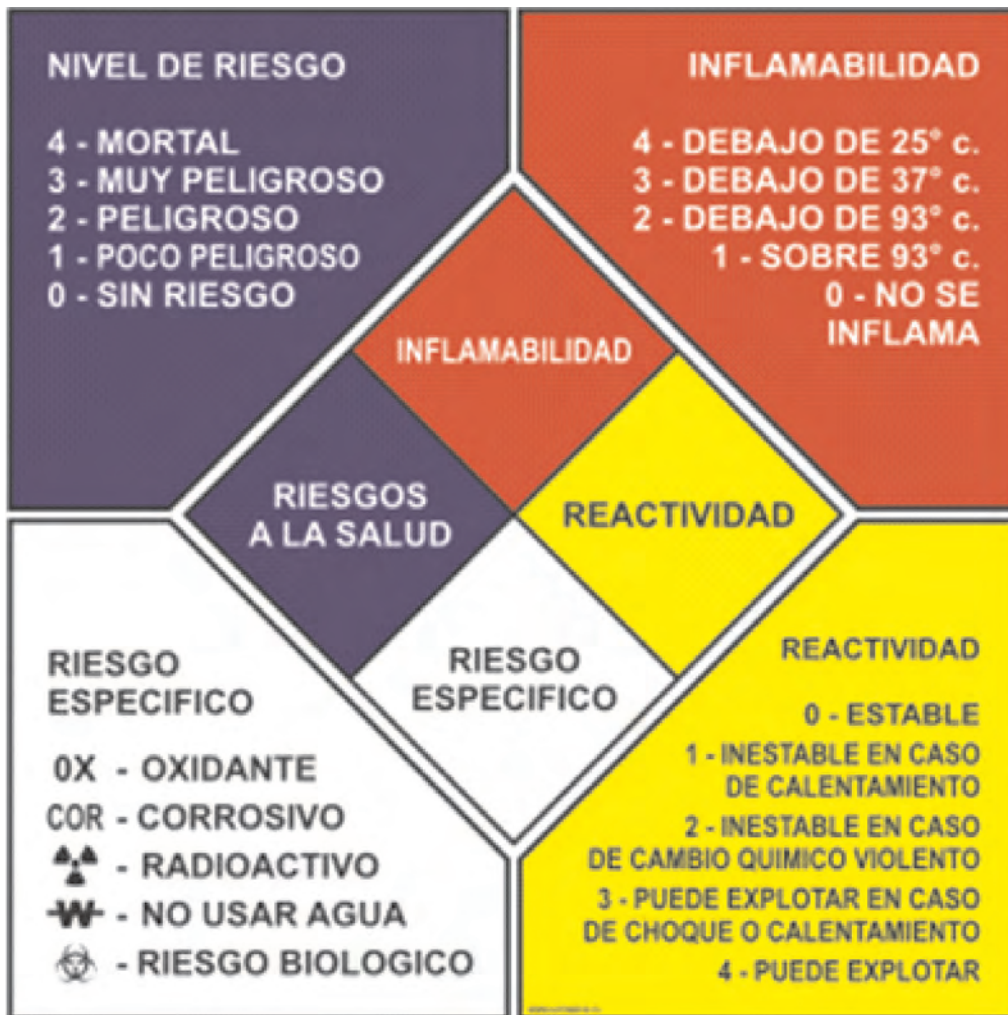 NIVEL DE RIESGO
4 - MORTAL
3 - MUY PELIGROSO
2 - PELIGROSO
1 - POCO PELIGROSO
0 - SIN RIESGO
INFLAMABILIDAD
4 - DEBAJO DE 25° c.
3 - DEBAJO DE 37° c.
2 - DEBAJO DE 93° c.
1 - SOBRE 93° c.
0 - NO SE
INFLAMA
INFLAMABILIDAD
RIESGOS
A LA SALUD
REACTIVIDAD
RIESGO
ESPECIFICO
RIESGO
ESPECIFICO
0X - OXIDANTE
COR - CORROSIVO
- RADIOACTIVO
W - NO USAR AGUA
- RIESGO BIOLOGICO
REACTIVIDAD
0 - ESTABLE
1 - INESTABLE EN CASO
DE CALENTAMIENTO
2 - INESTABLE EN CASO
DE CAMBIO QUIMICO VIOLENTO
3 - PUEDE EXPLOTAR EN CASO
DE CHOQUE O CALENTAMIENTO
4 - PUEDE EXPLOTAR